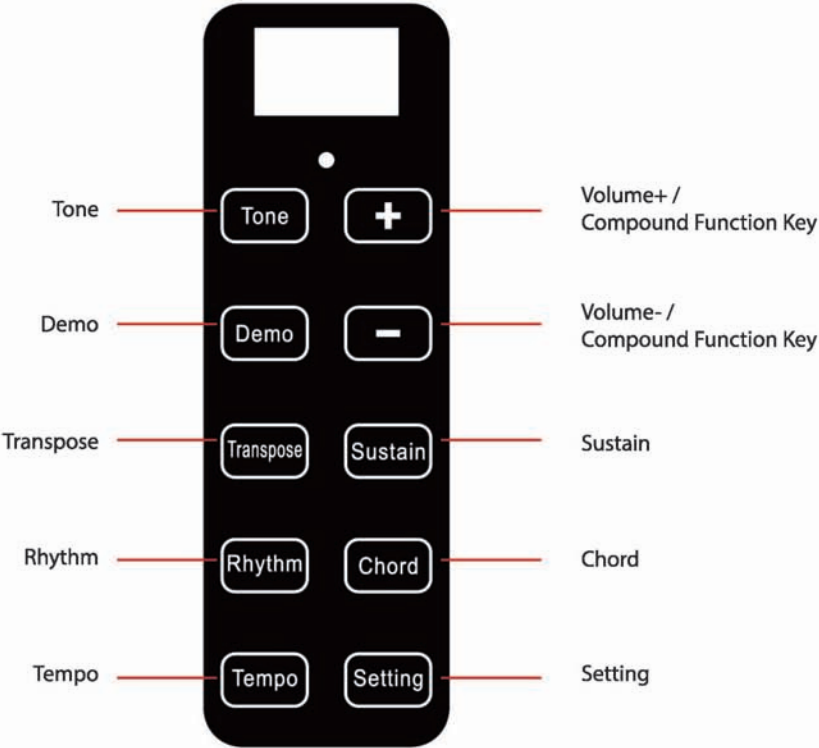 Tone
Tone
+
Volume+ /
Compound Function Key
Demo
Demo
-
Volume- /
Compound Function Key
Transpose
Transpose
Sustain
Sustain
Rhythm
Rhythm
Chord
Chord
Tempo
Tempo
Setting
Setting